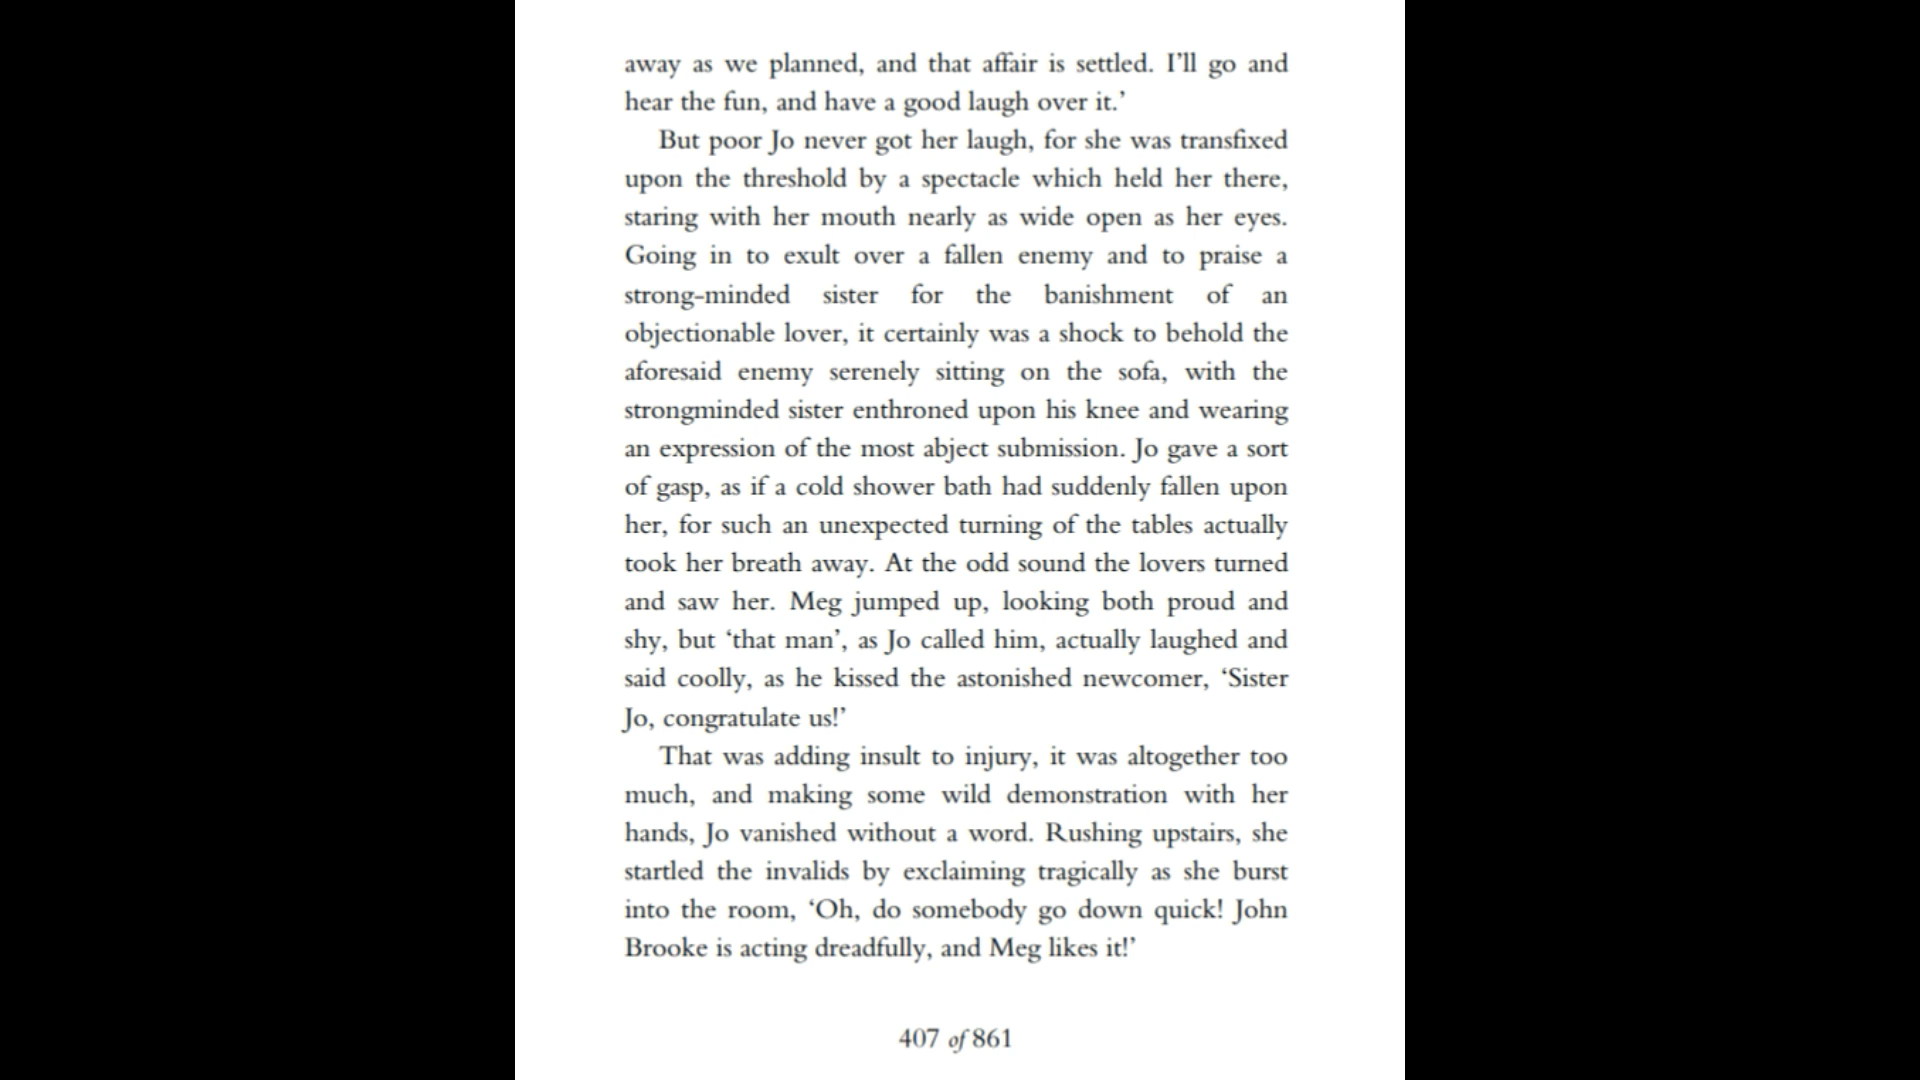 away as we planned, and that affair is settled. I’ll go and
hear the fun, and have a good laugh over it.’
But poor Jo never got her laugh, for she was transfixed
upon the threshold by a spectacle which held her there,
staring with her mouth nearly as wide open as her eyes.
Going in to exult over a fallen enemy and to praise a
strong-minded sister for the banishment of an
objectionable lover, it certainly was a shock to behold the
aforesaid enemy serenely sitting on the sofa, with the
strongminded sister enthroned upon his knee and wearing
an expression of the most abject submission. Jo gave a sort
of gasp, as if a cold shower bath had suddenly fallen upon
her, for such an unexpected turning of the tables actually
took her breath away. At the odd sound the lovers turned
and saw her. Meg jumped up, looking both proud and
shy, but ‘that man’, as Jo called him, actually laughed and
said coolly, as he kissed the astonished newcomer, ‘Sister
Jo, congratulate us!’
That was adding insult to injury, it was altogether too
much, and making some wild demonstration with her
hands, Jo vanished without a word. Rushing upstairs, she
startled the invalids by exclaiming tragically as she burst
into the room, ‘Oh, do somebody go down quick! John
Brooke is acting dreadfully, and Meg likes it!’
407 of 861